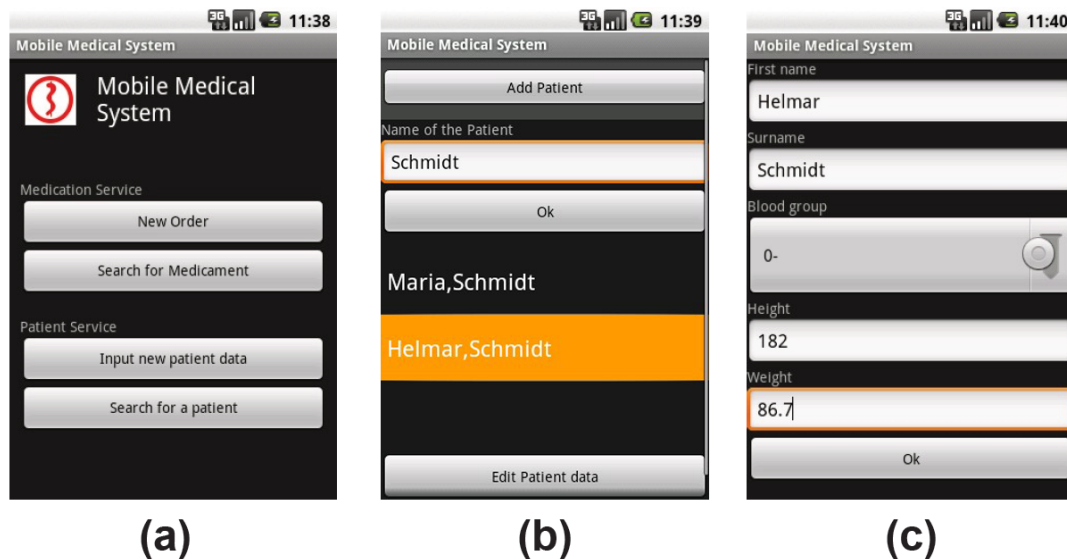 3G 11:38
Mobile Medical System
Mobile Medical
System
Medication Service
New Order
Search for Medicament
Patient Service
Input new patient data
Search for a patient
(a)
3G 11:39
Mobile Medical System
Add Patient
Name of the Patient
Schmidt
Ok
Maria,Schmidt
Helmar,Schmidt
Edit Patient data
(b)
3G 11:40
Mobile Medical System
First name
Helmar
Surname
Schmidt
Blood group
0-
Height
182
Weight
86.7
Ok
(c)